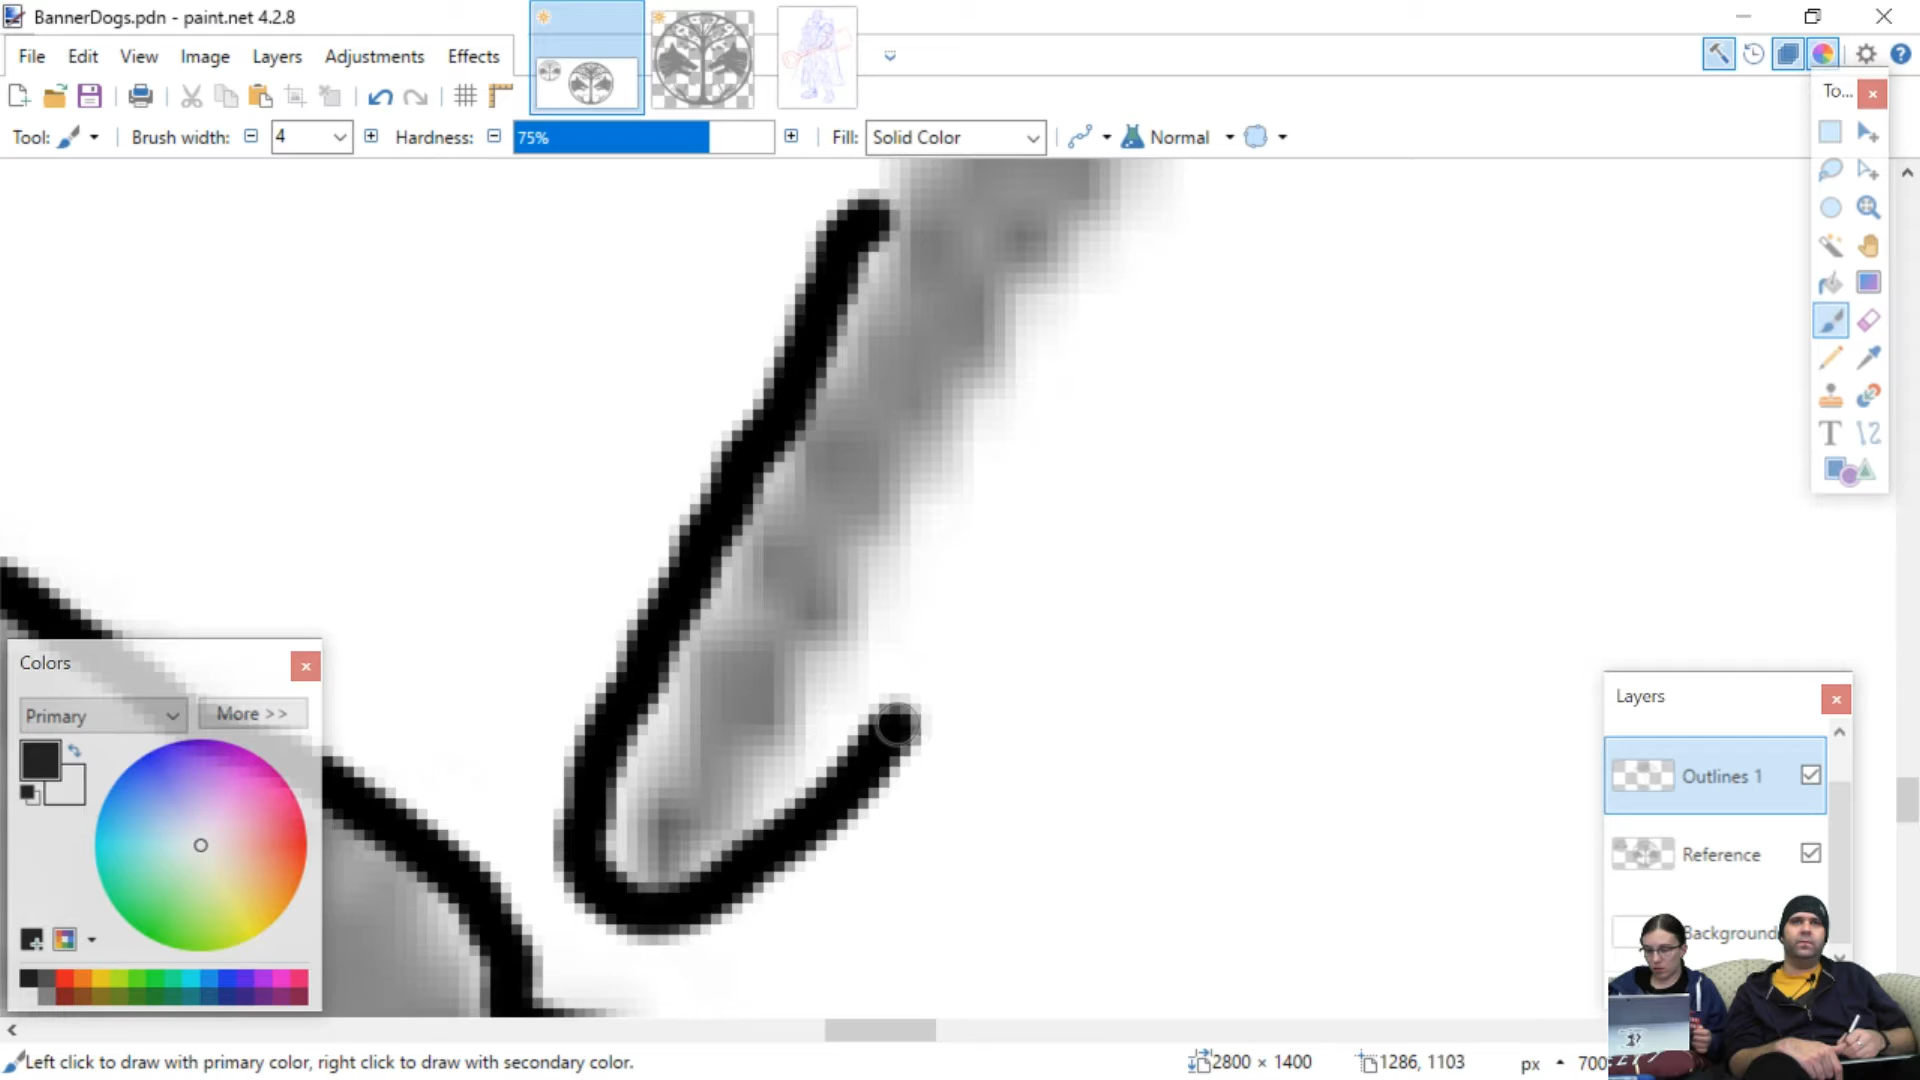 BannerDogs.pdn - paint.net 4.2.8
File Edit View Image Layers Adjustments Effects
Tool: Brush width: 4 Hardness: 75% Fill: Solid Color Normal
To...
T
Colors
Primary More >>
Layers
Outlines 1
Reference
Background
Left click to draw with primary color, right click to draw with secondary color.
2800 × 1400 1286, 1103 px